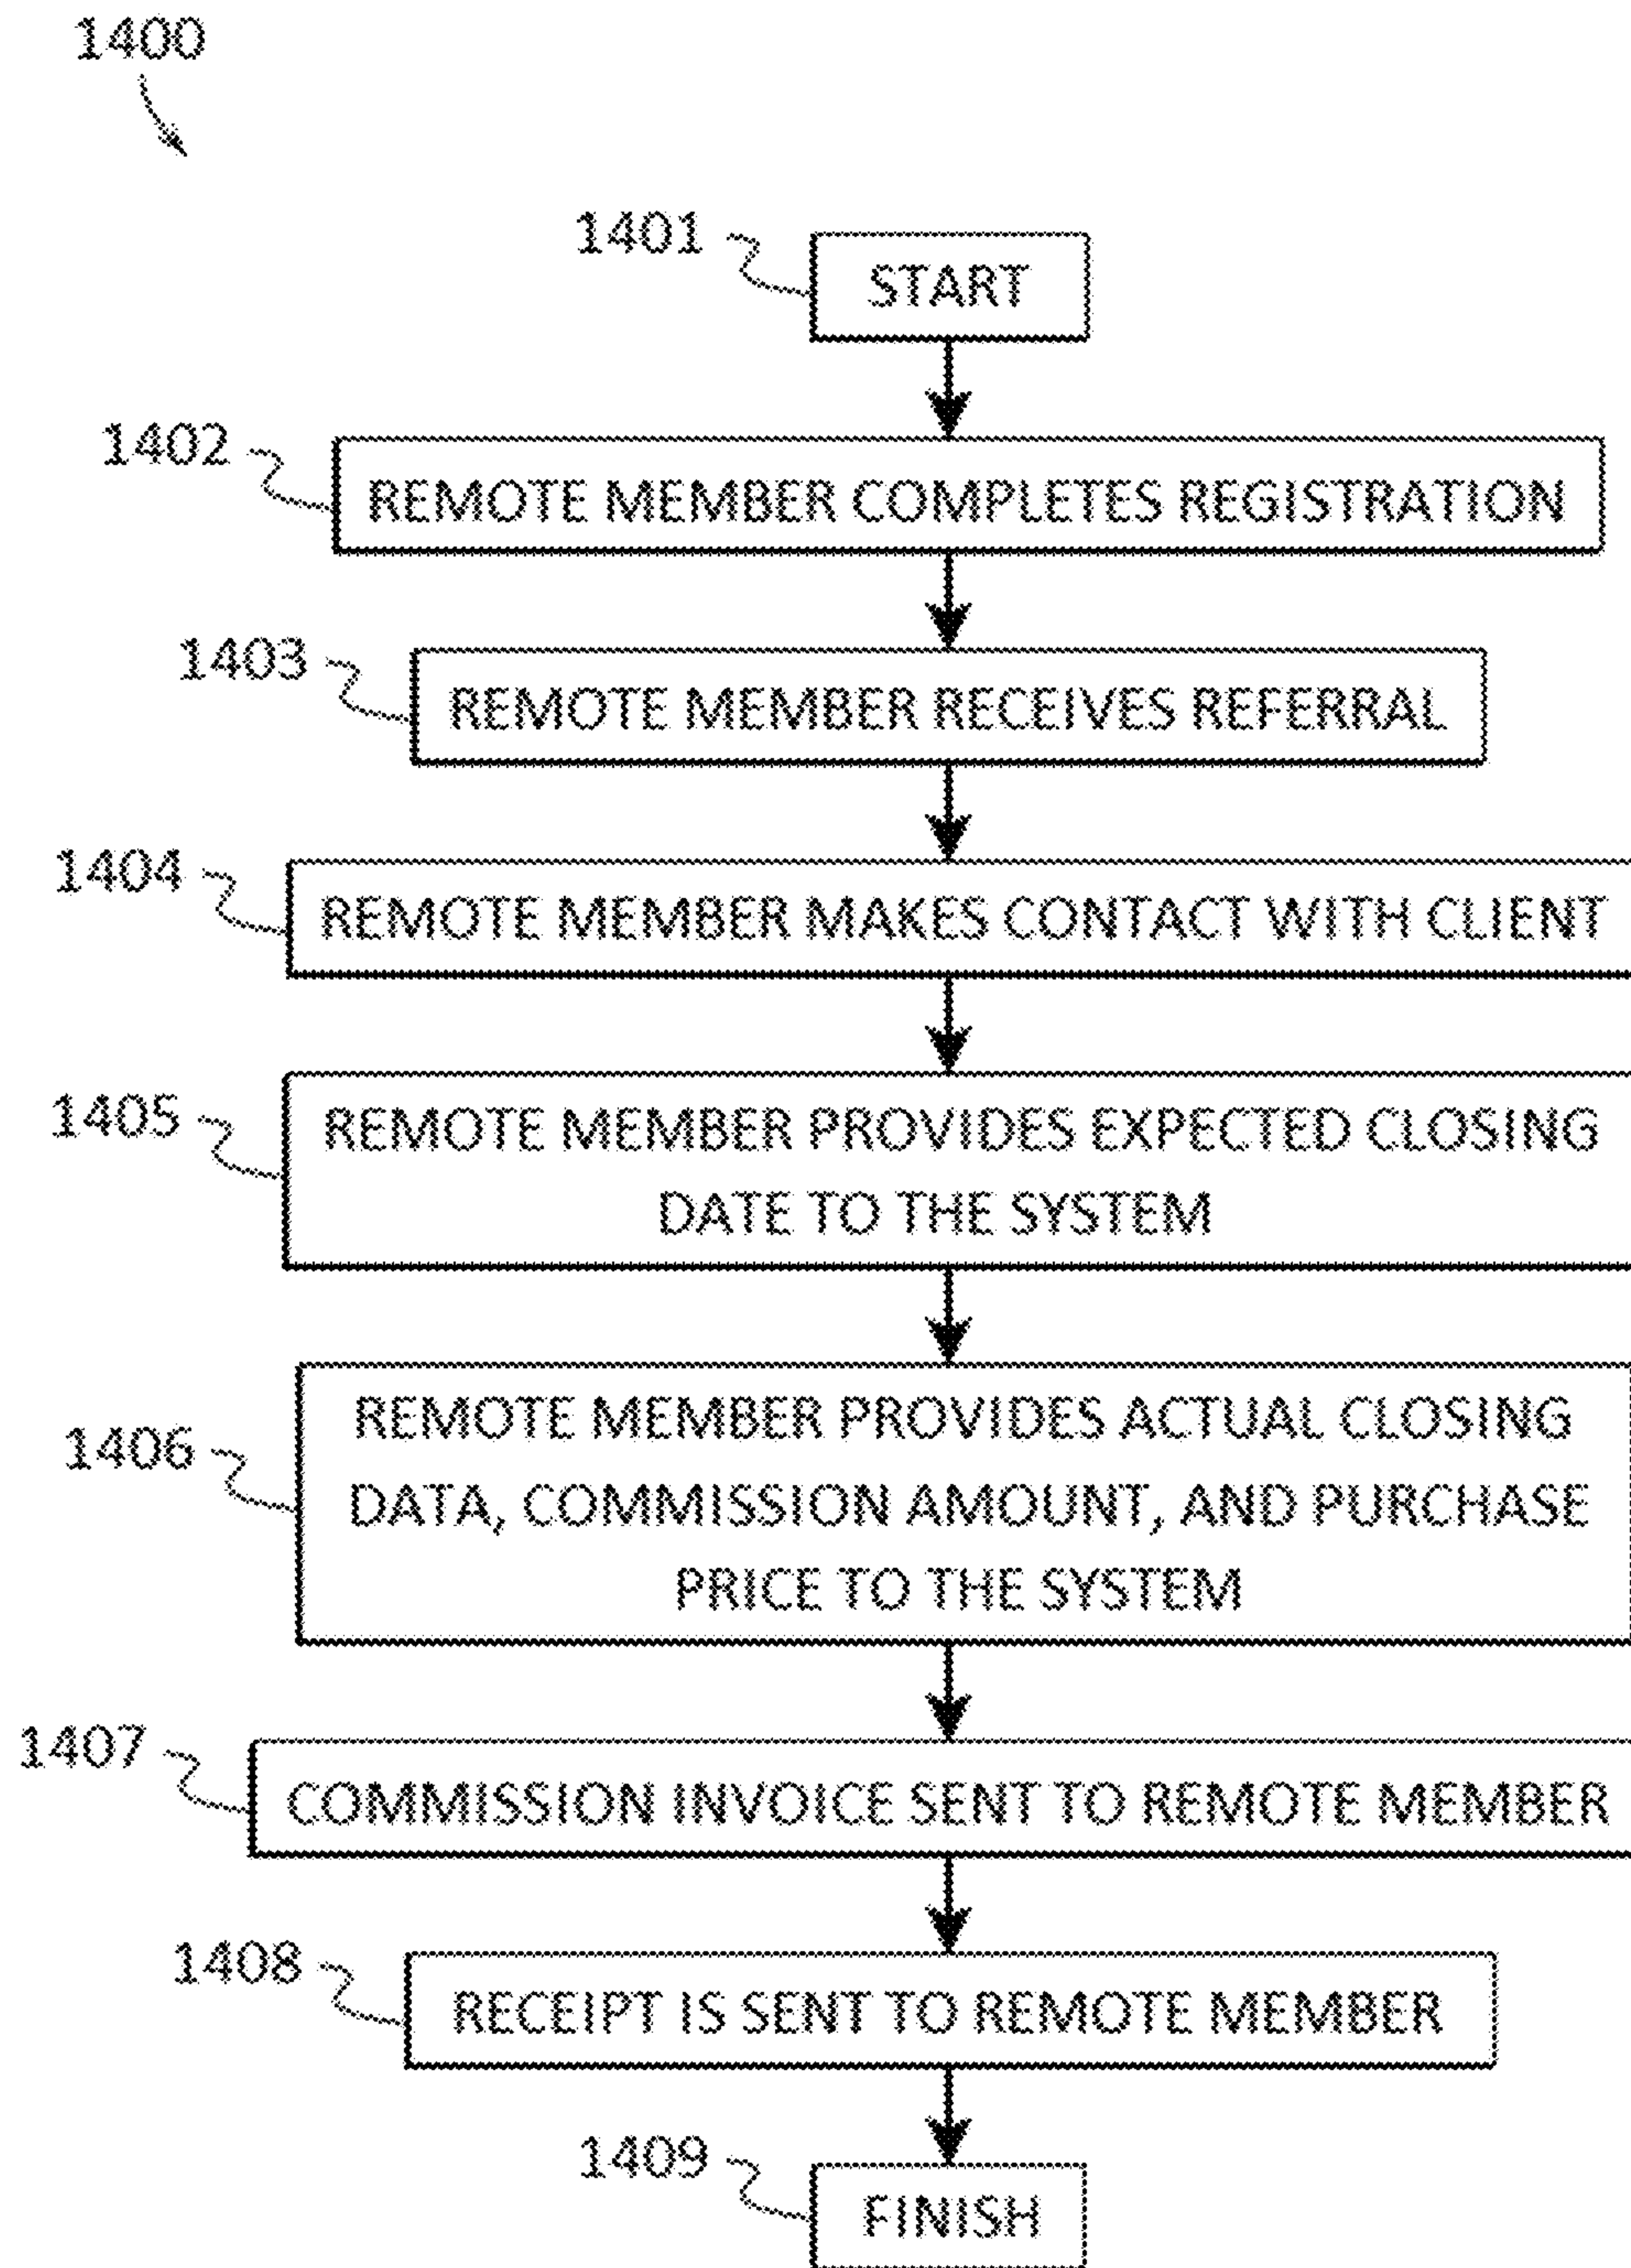 1400
1401
START
1402
REMOTE MEMBER COMPLETES REGISTRATION
1403
REMOTE MEMBER RECEIVES REFERRAL
1404
REMOTE MEMBER MAKES CONTACT WITH CLIENT
1405
REMOTE MEMBER PROVIDES EXPECTED CLOSING
DATE TO THE SYSTEM
1406
REMOTE MEMBER PROVIDES ACTUAL CLOSING
DATA, COMMISSION AMOUNT, AND PURCHASE
PRICE TO THE SYSTEM
1407
COMMISSION INVOICE SENT TO REMOTE MEMBER
1408
RECEIPT IS SENT TO REMOTE MEMBER
1409
FINISH